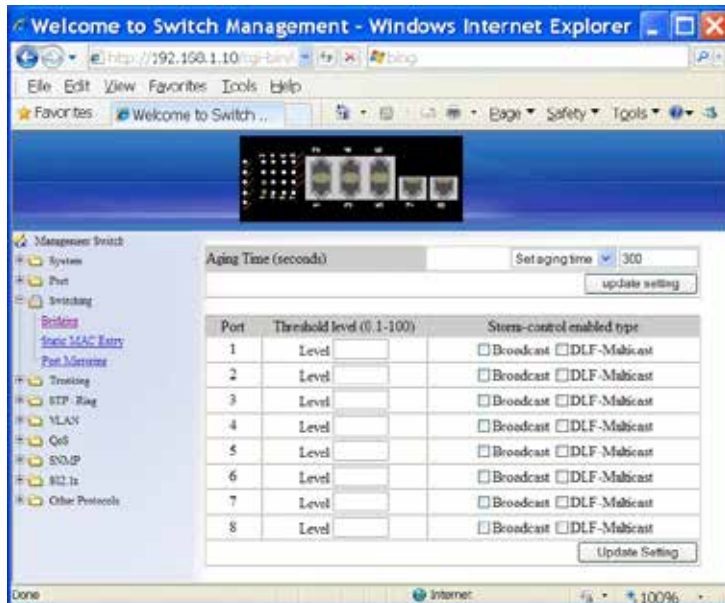 Welcome to Switch Management - Windows Internet Explorer
http://192.168.1.10/cgi-bin/
bing
File Edit View Favorites Tools Help
Favorites Welcome to Switch ..
Page Safety Tools
Management Switch
System
Port
Switching
Bridging
Static MAC Entry
Port Mirroring
Trunking
STP / Ring
VLAN
QoS
SNMP
802.1x
Other Protocols
Aging Time (seconds) Set aging time 300
update setting
Port Threshold level (0.1-100) Storm-control enabled type
1 Level Broadcast DLF-Multicast
2 Level Broadcast DLF-Multicast
3 Level Broadcast DLF-Multicast
4 Level Broadcast DLF-Multicast
5 Level Broadcast DLF-Multicast
6 Level Broadcast DLF-Multicast
7 Level Broadcast DLF-Multicast
8 Level Broadcast DLF-Multicast
Update Setting
Done Internet 100%